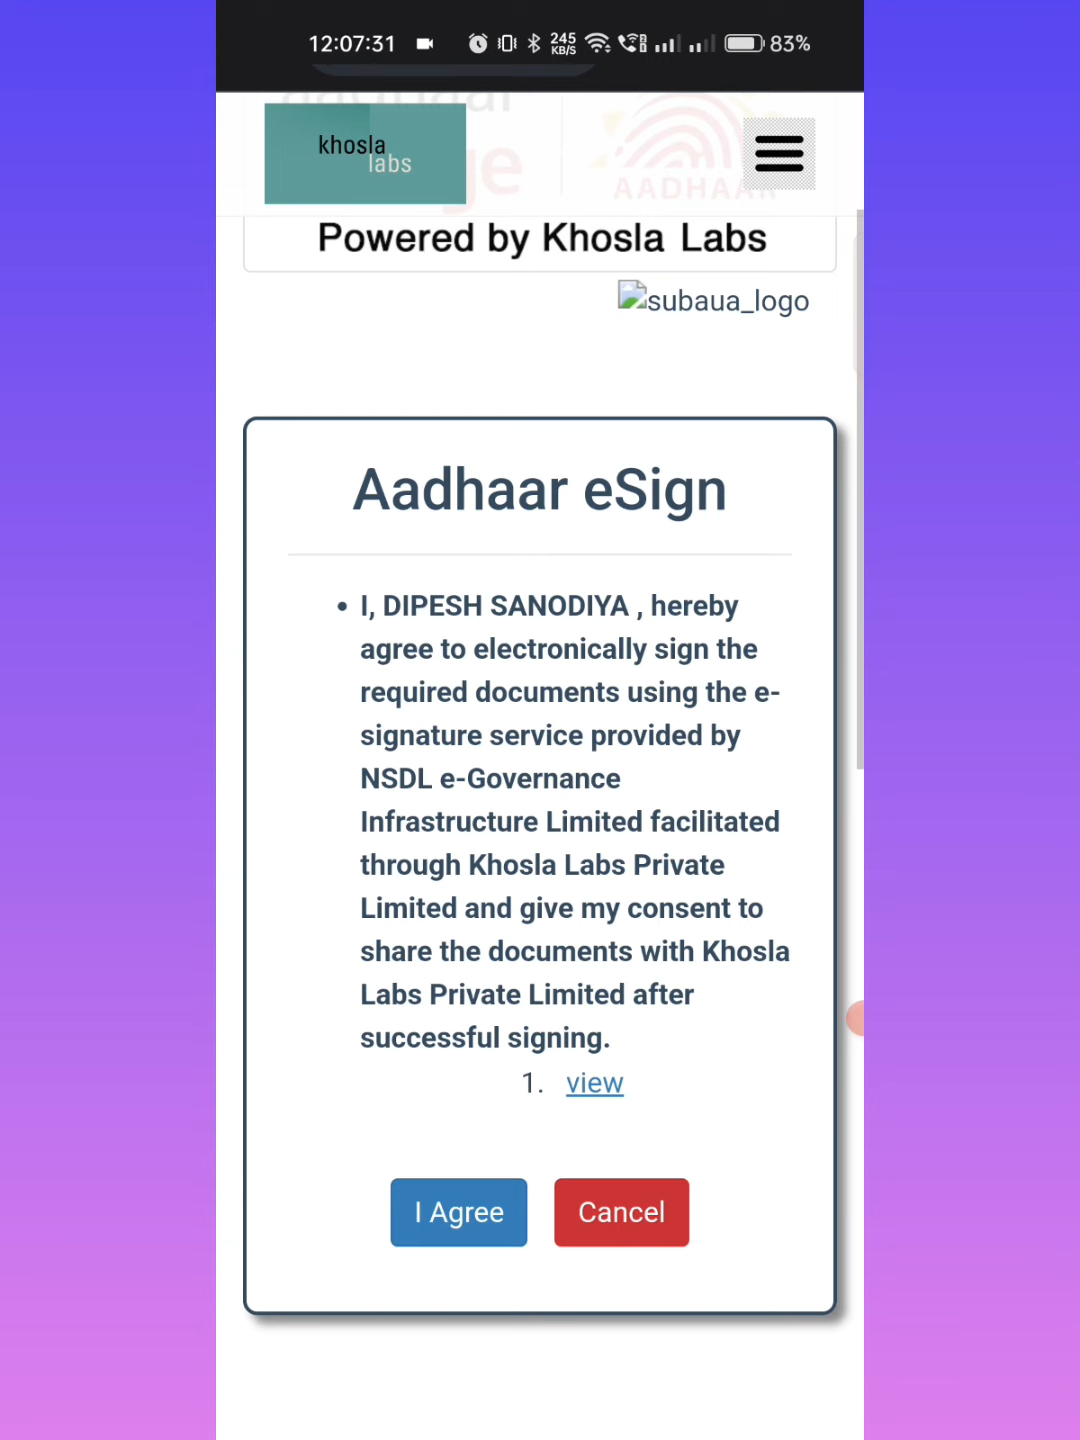 12:07:31
245
KB/S
83%
khosla
labs
AADHAAR
Powered by Khosla Labs
subaua_logo
Aadhaar eSign
• I, DIPESH SANODIYA , hereby
agree to electronically sign the
required documents using the e-
signature service provided by
NSDL e-Governance
Infrastructure Limited facilitated
through Khosla Labs Private
Limited and give my consent to
share the documents with Khosla
Labs Private Limited after
successful signing.
1. view
I Agree
Cancel